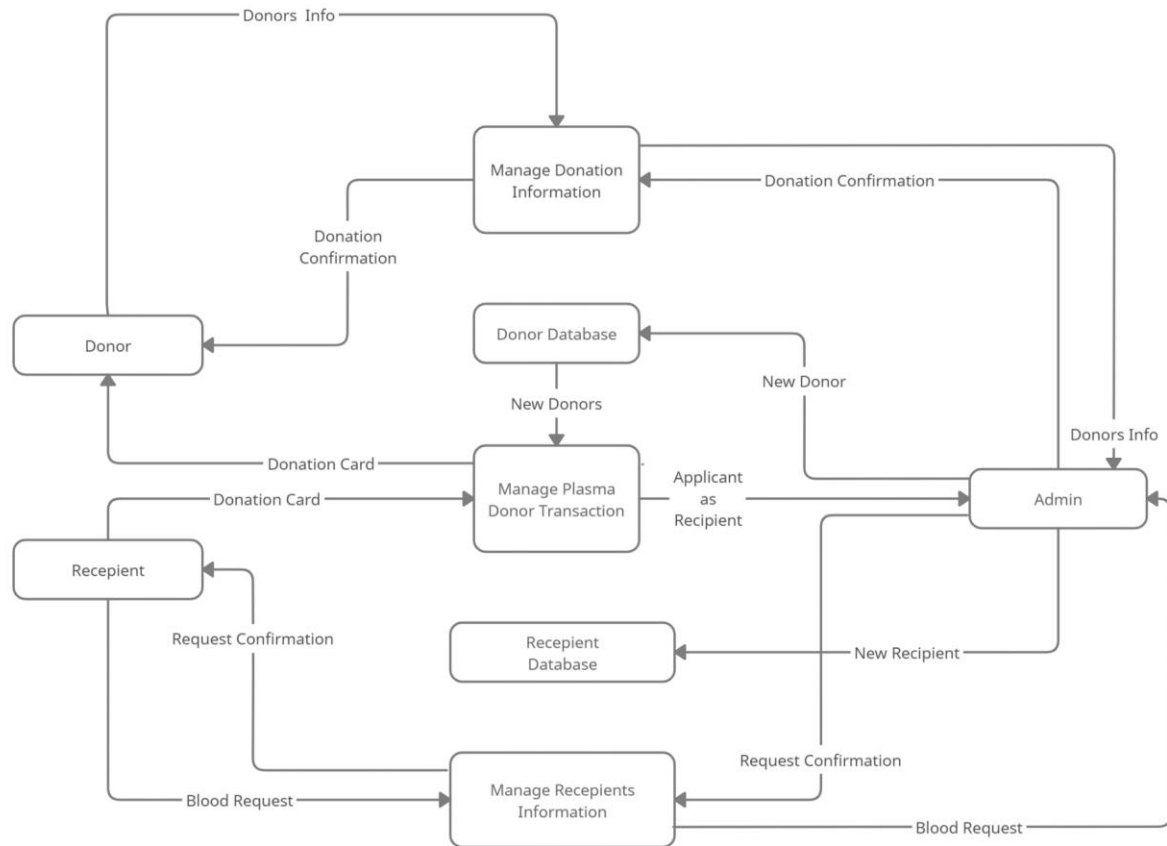 Donors Info
Manage Donation
Information
Donation Confirmation
Donation
Confirmation
Donor
Donor Database
New Donor
New Donors
Donors Info
Donation Card
Manage Plasma
Donor Transaction
Applicant
as
Recipient
Admin
Donation Card
Recepient
Request Confirmation
Recepient
Database
New Recipient
Request Confirmation
Manage Recepients
Information
Blood Request
Blood Request